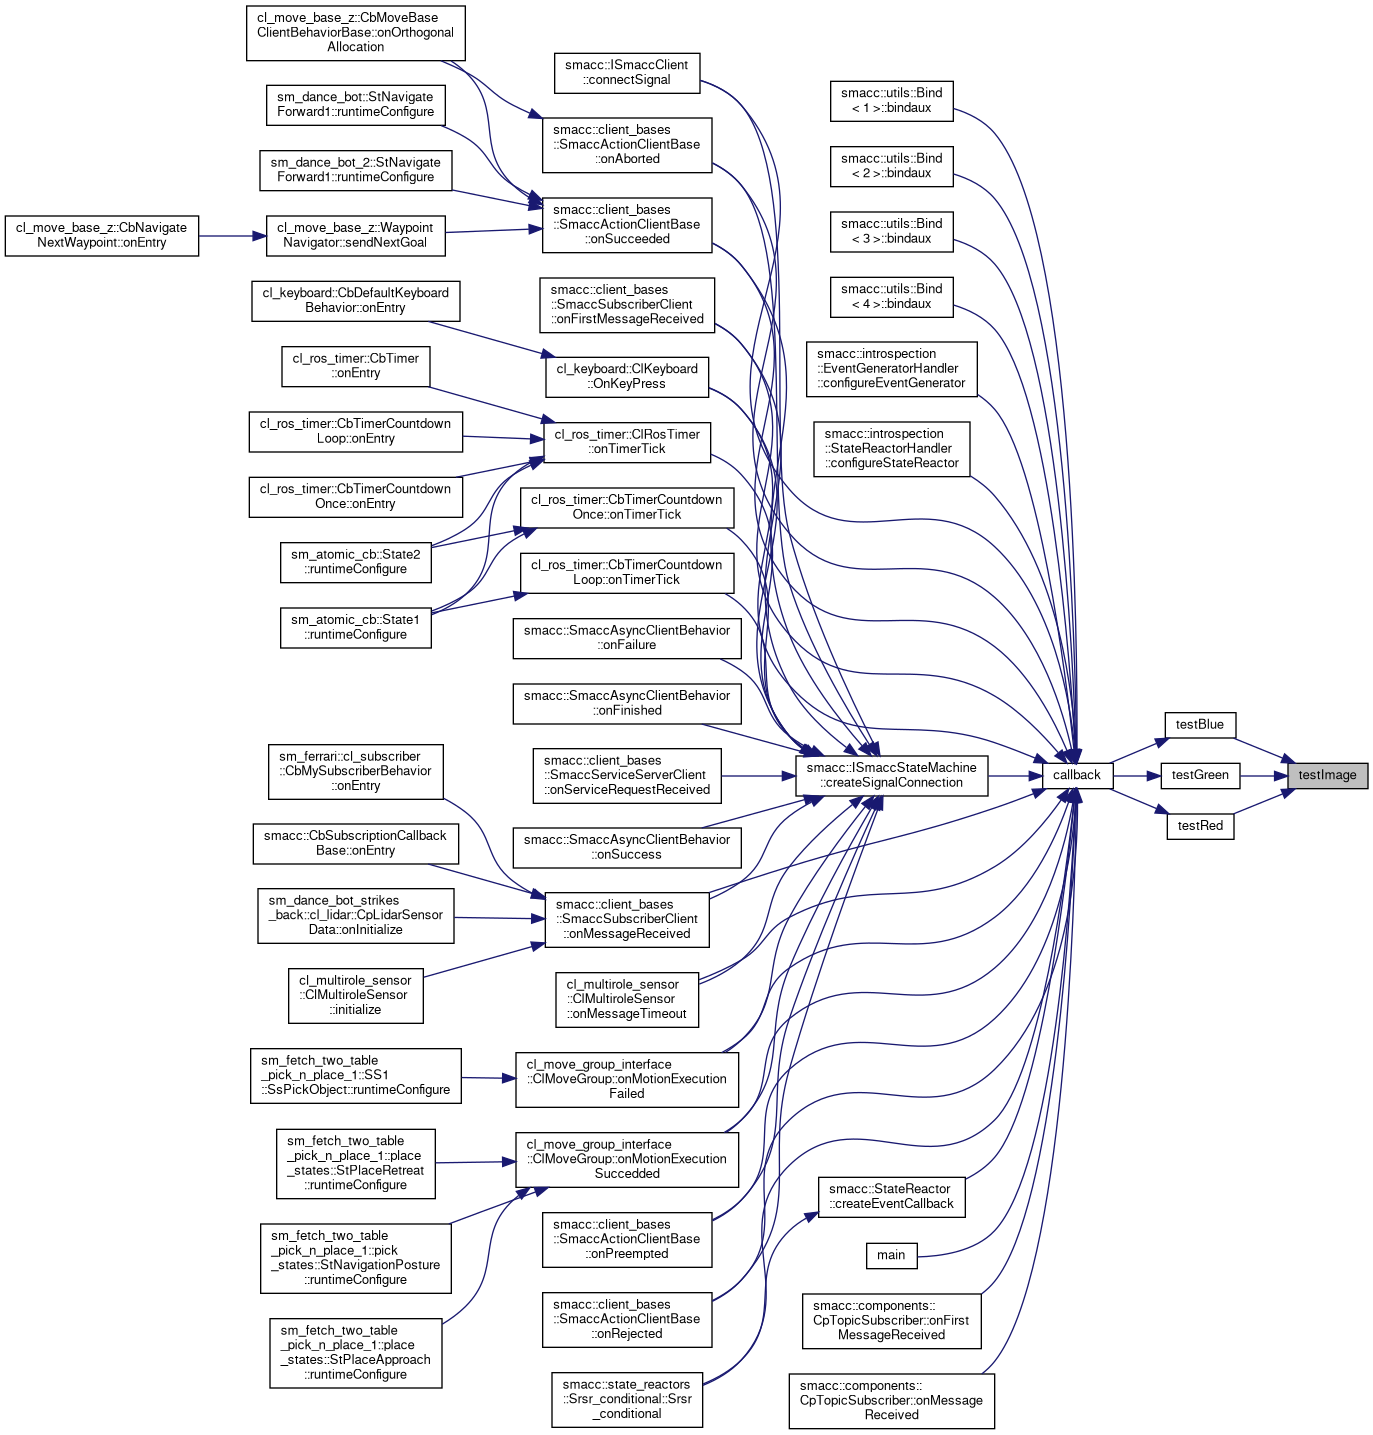 cl_move_base_z::CbMoveBase
ClientBehaviorBase::onOrthogonal
Allocation
sm_dance_bot::StNavigate
Forward1::runtimeConfigure
sm_dance_bot_2::StNavigate
Forward1::runtimeConfigure
cl_move_base_z::CbNavigate
NextWaypoint::onEntry
cl_move_base_z::Waypoint
Navigator::sendNextGoal
cl_keyboard::CbDefaultKeyboard
Behavior::onEntry
cl_ros_timer::CbTimer
::onEntry
cl_ros_timer::CbTimerCountdown
Loop::onEntry
cl_ros_timer::CbTimerCountdown
Once::onEntry
sm_atomic_cb::State2
::runtimeConfigure
sm_atomic_cb::State1
::runtimeConfigure
sm_ferrari::cl_subscriber
::CbMySubscriberBehavior
::onEntry
smacc::CbSubscriptionCallback
Base::onEntry
sm_dance_bot_strikes
_back::cl_lidar::CpLidarSensor
Data::onInitialize
cl_multirole_sensor
::ClMultiroleSensor
::initialize
sm_fetch_two_table
_pick_n_place_1::SS1
::SsPickObject::runtimeConfigure
sm_fetch_two_table
_pick_n_place_1::place
_states::StPlaceRetreat
::runtimeConfigure
sm_fetch_two_table
_pick_n_place_1::pick
_states::StNavigationPosture
::runtimeConfigure
sm_fetch_two_table
_pick_n_place_1::place
_states::StPlaceApproach
::runtimeConfigure
smacc::ISmaccClient
::connectSignal
smacc::client_bases
::SmaccActionClientBase
::onAborted
smacc::client_bases
::SmaccActionClientBase
::onSucceeded
smacc::client_bases
::SmaccSubscriberClient
::onFirstMessageReceived
cl_keyboard::ClKeyboard
::OnKeyPress
cl_ros_timer::ClRosTimer
::onTimerTick
cl_ros_timer::CbTimerCountdown
Once::onTimerTick
cl_ros_timer::CbTimerCountdown
Loop::onTimerTick
smacc::SmaccAsyncClientBehavior
::onFailure
smacc::SmaccAsyncClientBehavior
::onFinished
smacc::client_bases
::SmaccServiceServerClient
::onServiceRequestReceived
smacc::SmaccAsyncClientBehavior
::onSuccess
smacc::client_bases
::SmaccSubscriberClient
::onMessageReceived
cl_multirole_sensor
::ClMultiroleSensor
::onMessageTimeout
cl_move_group_interface
::ClMoveGroup::onMotionExecution
Failed
cl_move_group_interface
::ClMoveGroup::onMotionExecution
Succedded
smacc::client_bases
::SmaccActionClientBase
::onPreempted
smacc::client_bases
::SmaccActionClientBase
::onRejected
smacc::state_reactors
::Srsr_conditional::Srsr
_conditional
smacc::utils::Bind
< 1 >::bindaux
smacc::utils::Bind
< 2 >::bindaux
smacc::utils::Bind
< 3 >::bindaux
smacc::utils::Bind
< 4 >::bindaux
smacc::introspection
::EventGeneratorHandler
::configureEventGenerator
smacc::introspection
::StateReactorHandler
::configureStateReactor
smacc::ISmaccStateMachine
::createSignalConnection
smacc::StateReactor
::createEventCallback
main
smacc::components::
CpTopicSubscriber::onFirst
MessageReceived
smacc::components::
CpTopicSubscriber::onMessage
Received
callback
testBlue
testGreen
testRed
testImage